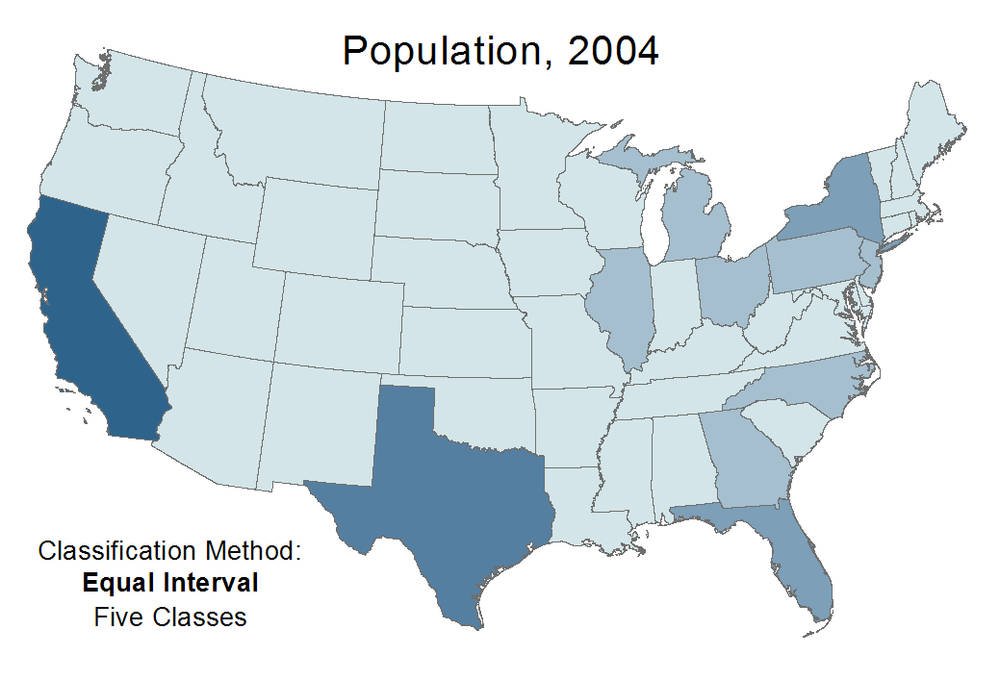 Population, 2004
Classification Method:
Equal Interval
Five Classes